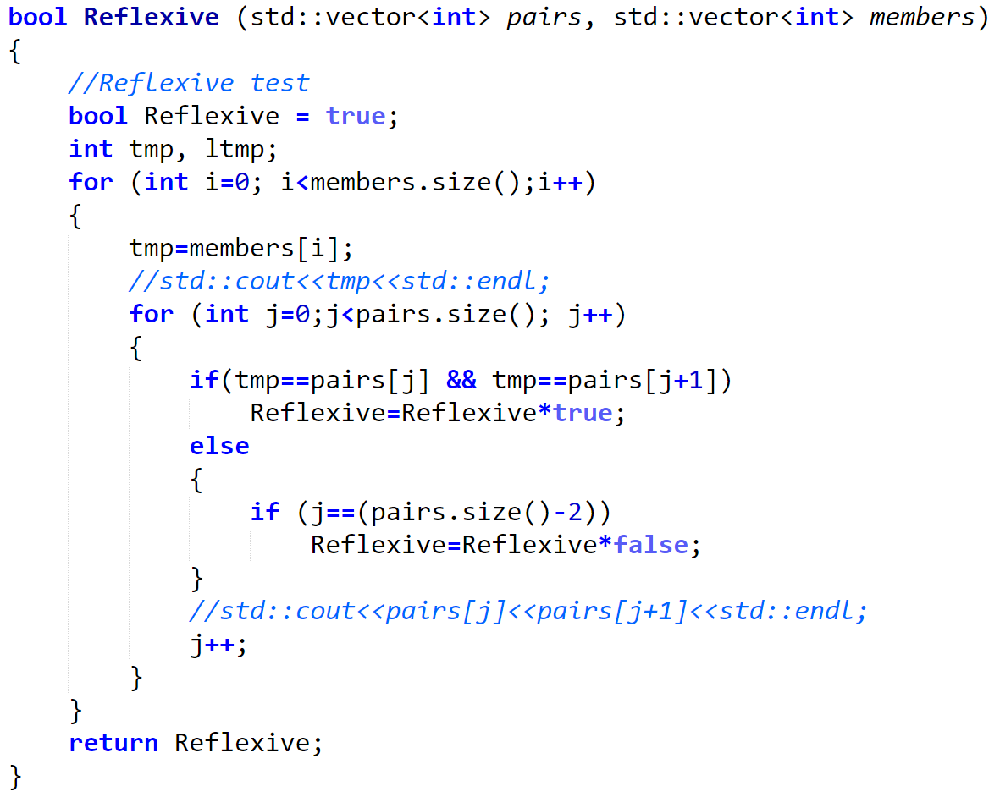 bool Reflexive (std::vector<int> pairs, std::vector<int> members)
{
    //Reflexive test
    bool Reflexive = true;
    int tmp, ltmp;
    for (int i=0; i<members.size();i++)
    {
        tmp=members[i];
        //std::cout<<tmp<<std::endl;
        for (int j=0;j<pairs.size(); j++)
        {
            if(tmp==pairs[j] && tmp==pairs[j+1])
                Reflexive=Reflexive*true;
            else
            {
                if (j==(pairs.size()-2))
                    Reflexive=Reflexive*false;
            }
            //std::cout<<pairs[j]<<pairs[j+1]<<std::endl;
            j++;
        }
    }
    return Reflexive;
}